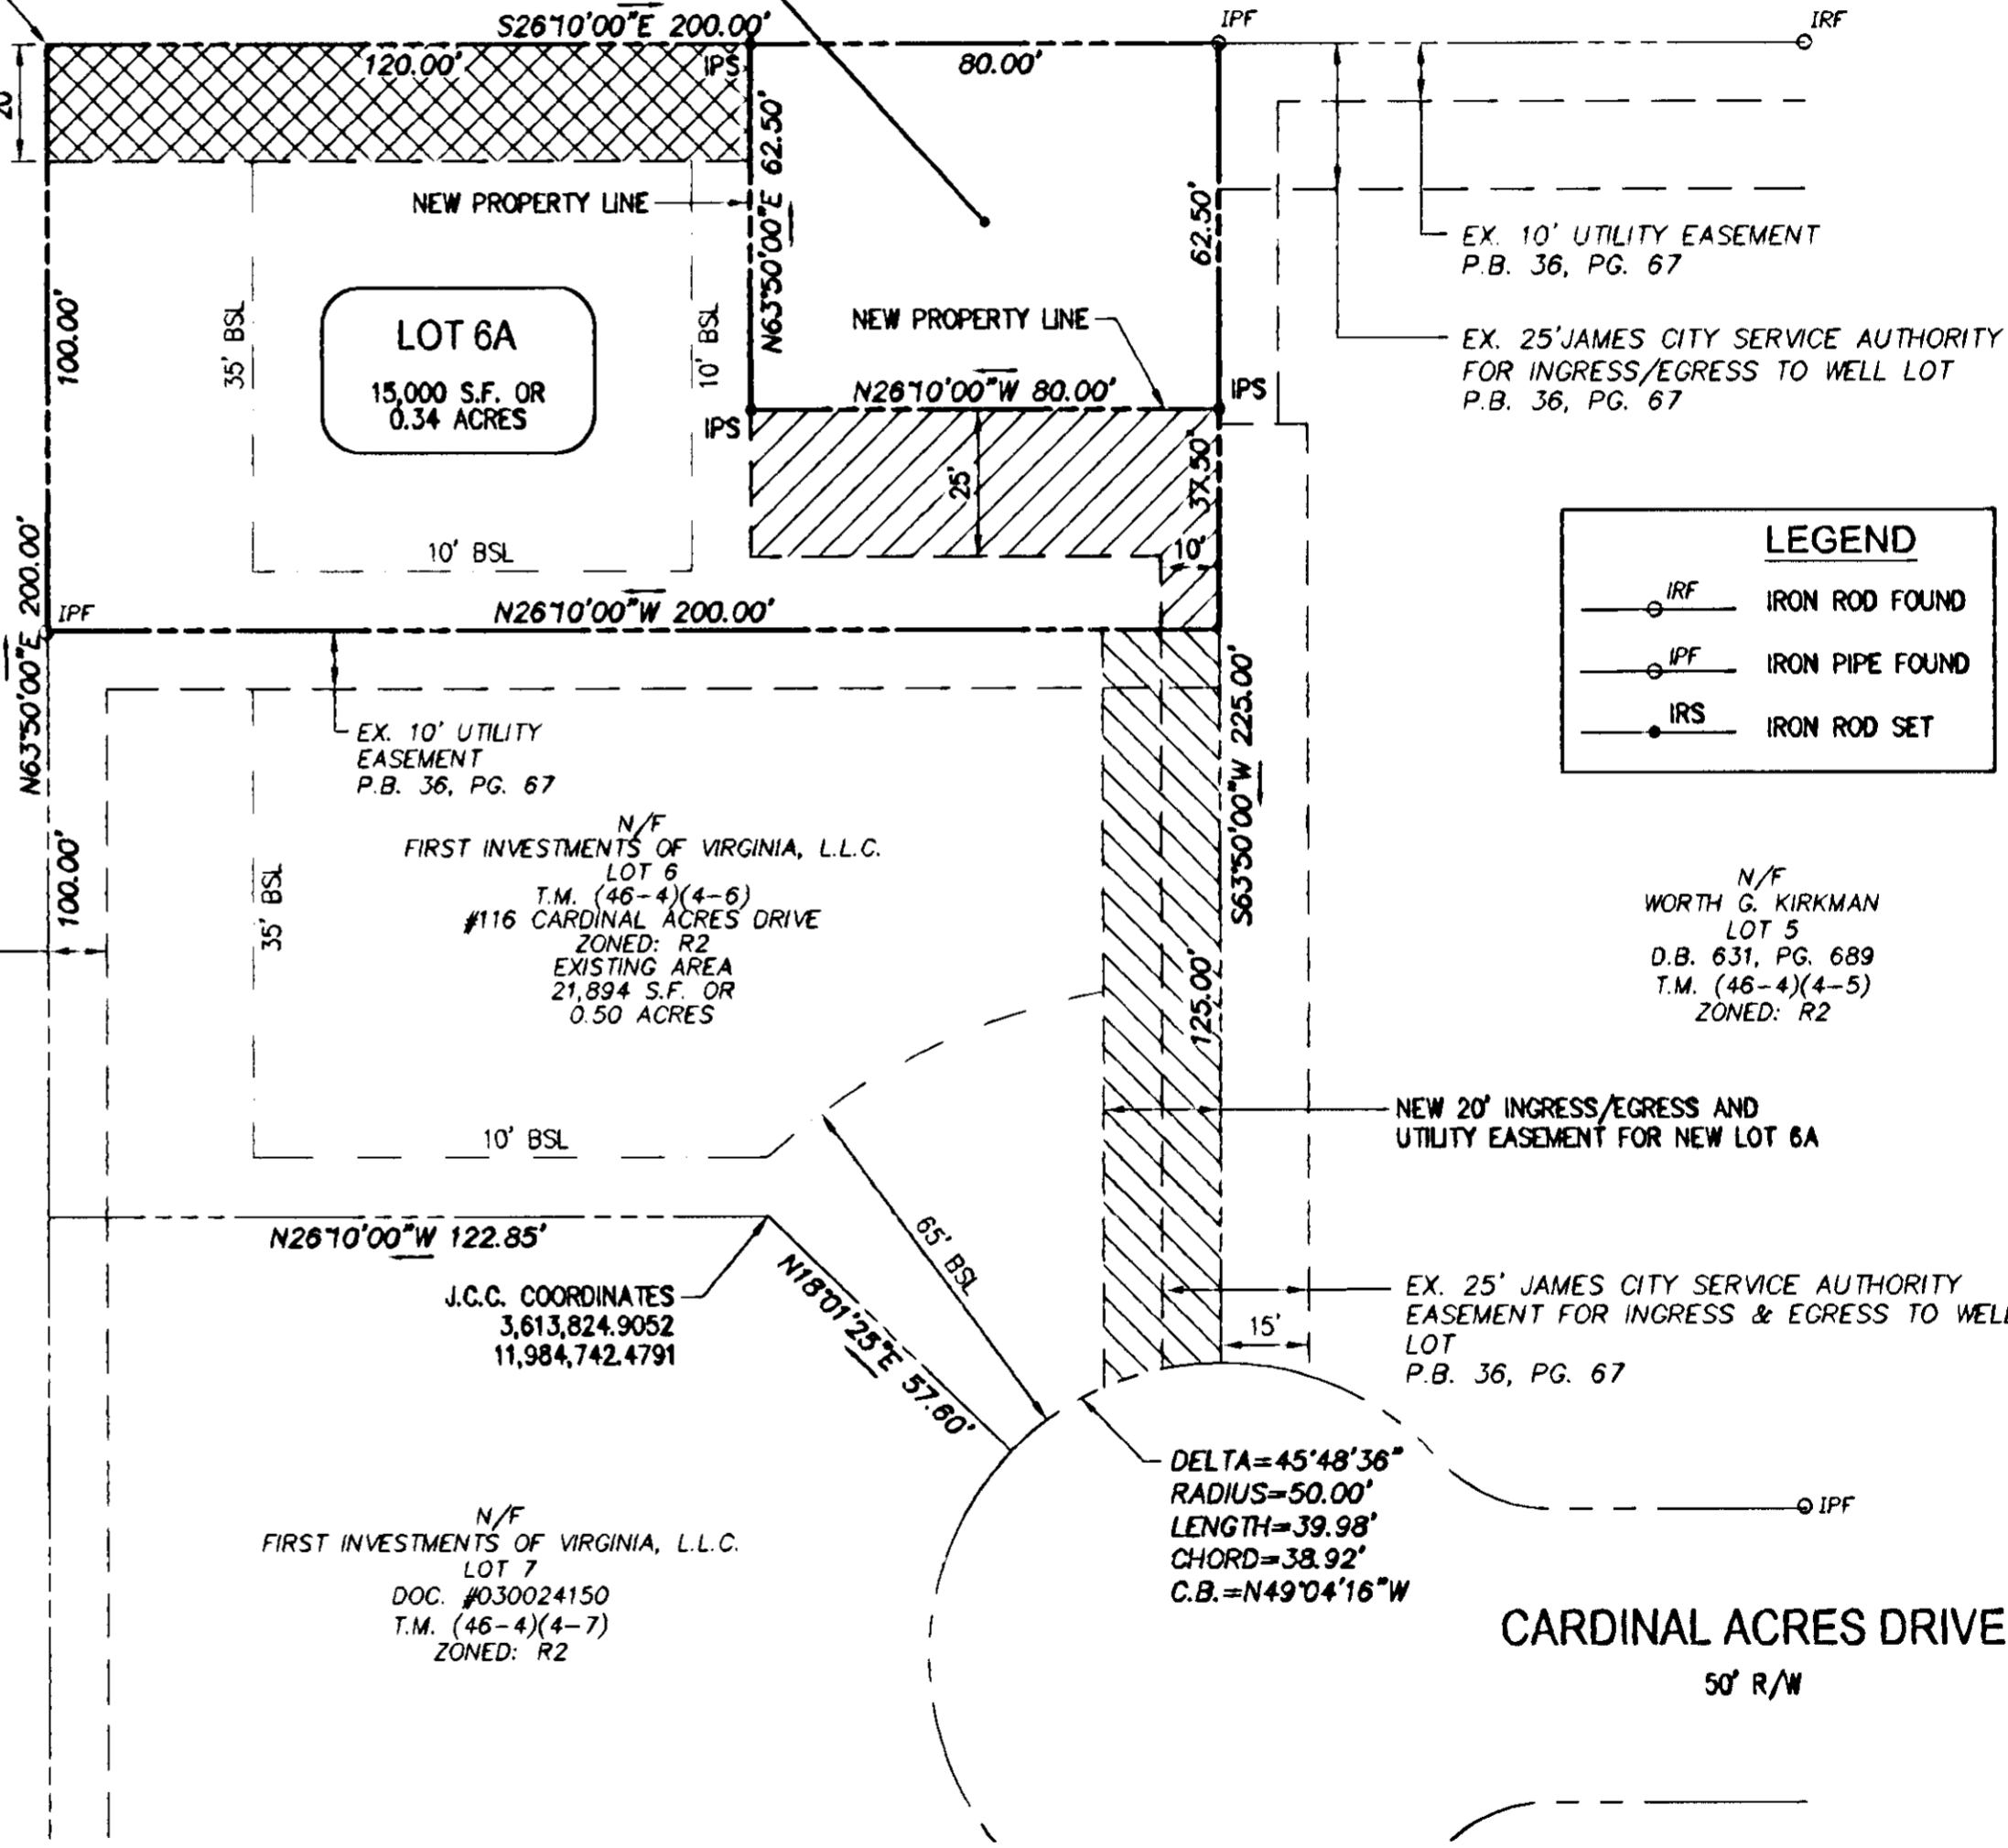 S26°10'00"E 200.00'
IPF
IRF
120.00'
IPS
80.00'
20'
N63°50'00"E 62.50'
62.50'
NEW PROPERTY LINE
EX. 10' UTILITY EASEMENT
P.B. 36, PG. 67
100.00'
35' BSL
LOT 6A
15,000 S.F. OR
0.34 ACRES
10' BSL
NEW PROPERTY LINE
EX. 25'JAMES CITY SERVICE AUTHORITY
FOR INGRESS/EGRESS TO WELL LOT
P.B. 36, PG. 67
N26°10'00"W 80.00'
IPS
IPS
25'
37.50'
10' BSL
10'
LEGEND
IRF IRON ROD FOUND
IPF IRON PIPE FOUND
IRS IRON ROD SET
N63°50'00"E 200.00'
IPF
N26°10'00"W 200.00'
EX. 10' UTILITY
EASEMENT
P.B. 36, PG. 67
S63°50'00"W 225.00'
100.00'
35' BSL
N/F
FIRST INVESTMENTS OF VIRGINIA, L.L.C.
LOT 6
T.M. (46-4)(4-6)
#116 CARDINAL ACRES DRIVE
ZONED: R2
EXISTING AREA
21,894 S.F. OR
0.50 ACRES
125.00'
N/F
WORTH G. KIRKMAN
LOT 5
D.B. 631, PG. 689
T.M. (46-4)(4-5)
ZONED: R2
10' BSL
NEW 20' INGRESS/EGRESS AND
UTILITY EASEMENT FOR NEW LOT 6A
N26°10'00"W 122.85'
65' BSL
J.C.C. COORDINATES
3,613,824.9052
11,984,742.4791
N18°01'25"E 57.60'
15'
EX. 25' JAMES CITY SERVICE AUTHORITY
EASEMENT FOR INGRESS & EGRESS TO WELL
LOT
P.B. 36, PG. 67
DELTA=45°48'36"
RADIUS=50.00'
LENGTH=39.98'
CHORD=38.92'
C.B.=N49°04'16"W
IPF
N/F
FIRST INVESTMENTS OF VIRGINIA, L.L.C.
LOT 7
DOC. #030024150
T.M. (46-4)(4-7)
ZONED: R2
CARDINAL ACRES DRIVE
50' R/W